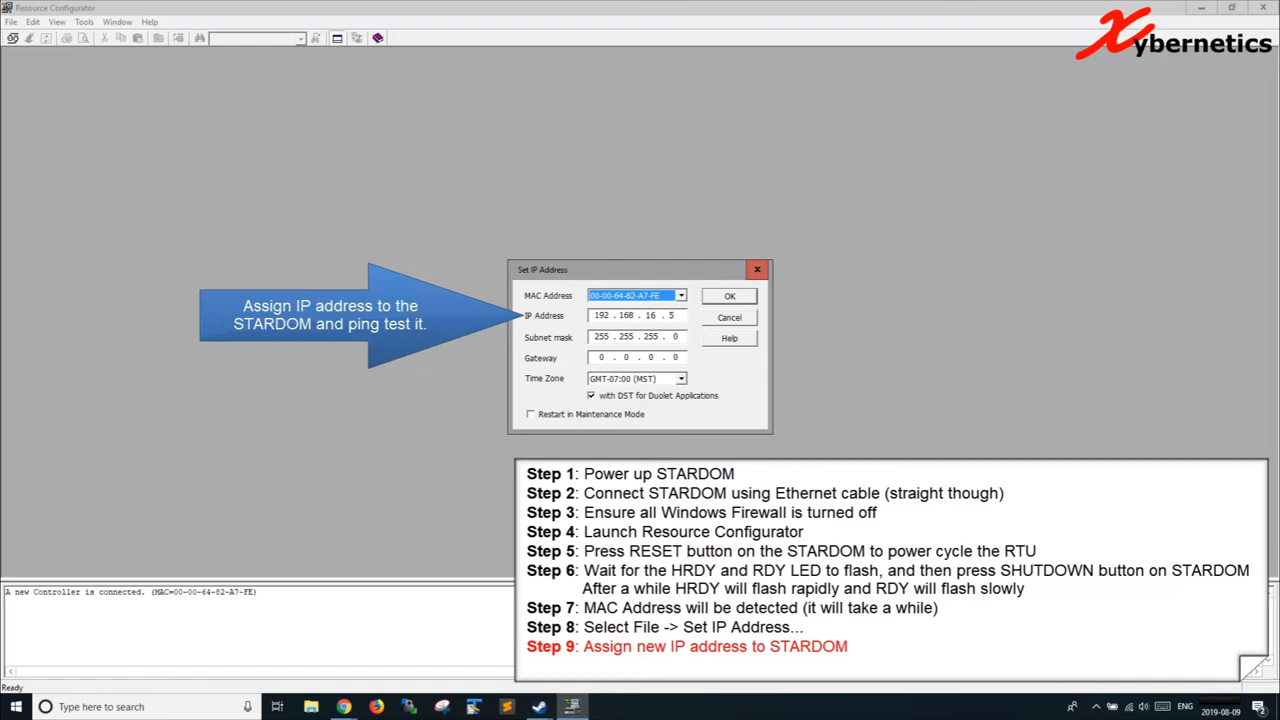 Resource Configurator
File Edit View Tools Window Help
Xybernetics
Set IP Address
MAC Address 00-00-64-82-A7-FE OK
IP Address 192 . 168 . 16 . 5 Cancel
Subnet mask 255 . 255 . 255 . 0 Help
Gateway 0 . 0 . 0 . 0
Time Zone GMT-07:00 (MST)
with DST for Duolet Applications
Restart in Maintenance Mode
Assign IP address to the
STARDOM and ping test it.
Step 1: Power up STARDOM
Step 2: Connect STARDOM using Ethernet cable (straight though)
Step 3: Ensure all Windows Firewall is turned off
Step 4: Launch Resource Configurator
Step 5: Press RESET button on the STARDOM to power cycle the RTU
Step 6: Wait for the HRDY and RDY LED to flash, and then press SHUTDOWN button on STARDOM
After a while HRDY will flash rapidly and RDY will flash slowly
Step 7: MAC Address will be detected (it will take a while)
Step 8: Select File -> Set IP Address...
Step 9: Assign new IP address to STARDOM
A new Controller is connected. (MAC=00-00-64-82-A7-FE)
Ready
Type here to search
ENG
2019-08-09
2